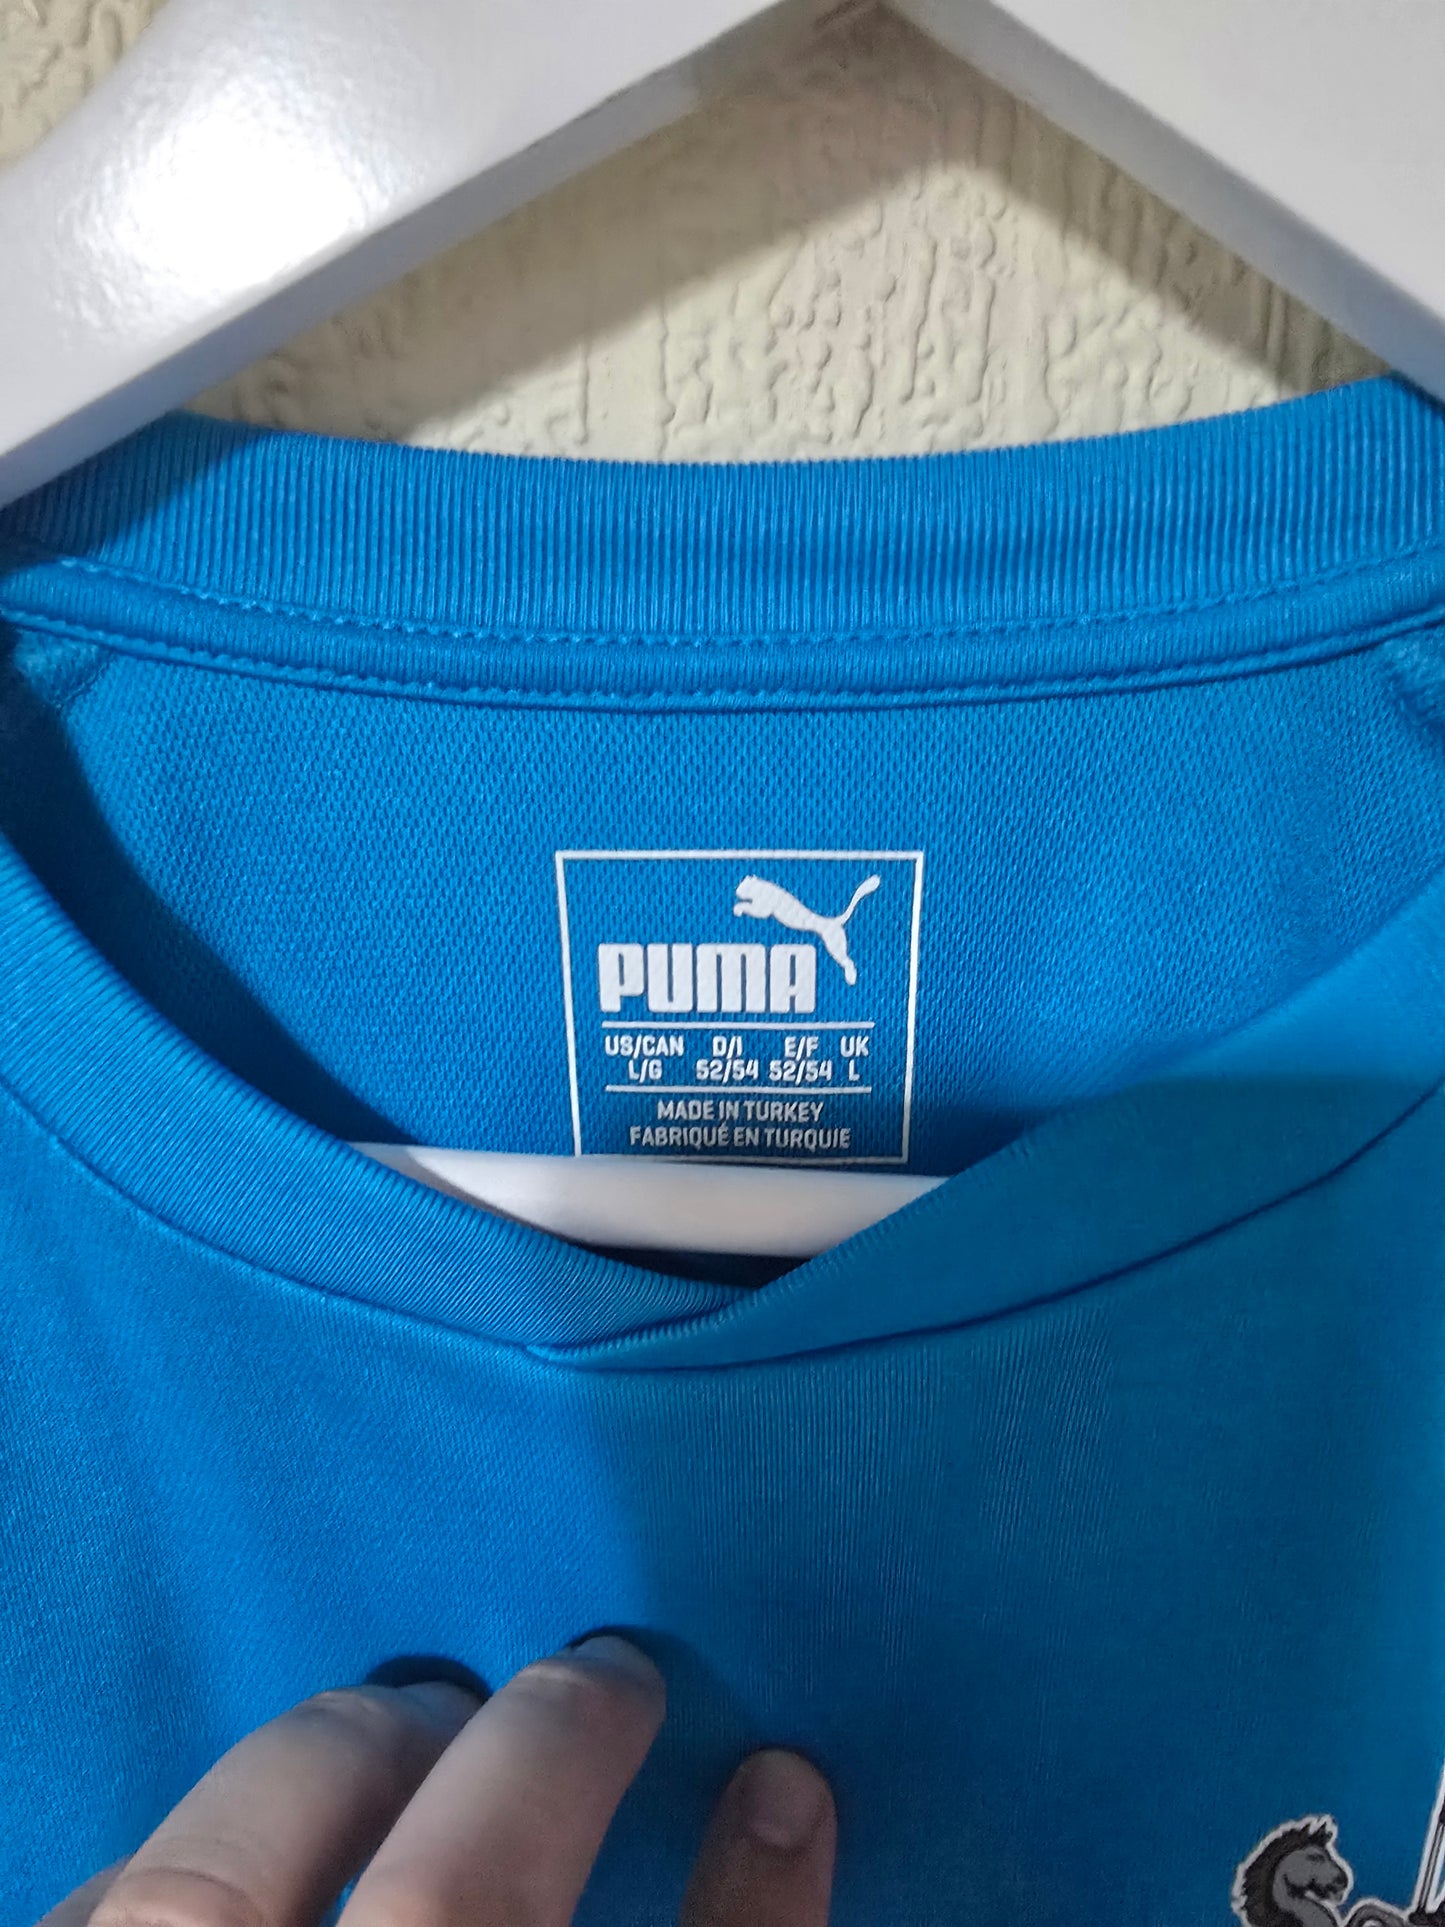 PUMA
US/CAN D/I E/F UK
L/G 52/54 52/54 L
MADE IN TURKEY
FABRIQUÉ EN TURQUIE